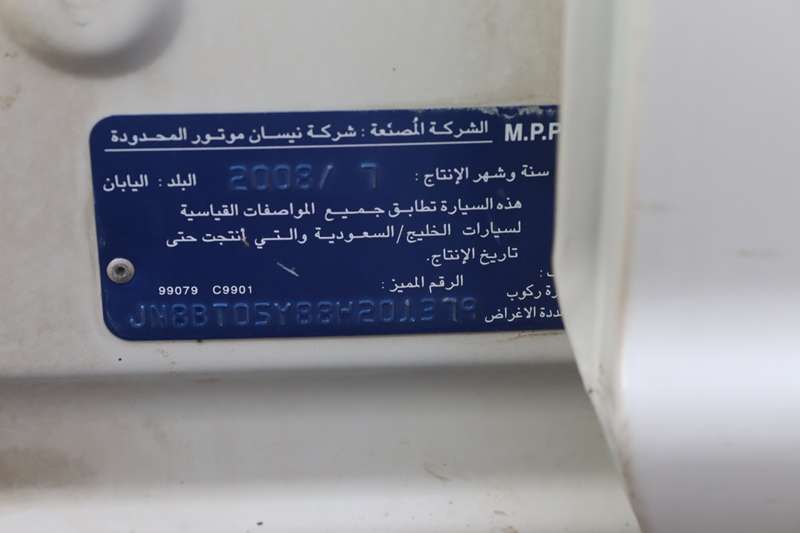 الشركة المُصنعة : شركة نيسان موتور المحدودة M.P.P
سنة وشهر الإنتاج : 2008/ 7 البلد : اليابان
هذه السيارة تطابق جميع المواصفات القياسية
لسيارات الخليج/السعودية والتي أنتجت حتى
تاريخ الإنتاج.
الرقم المميز : 99079 C9901
ركوب
JN8BT05Y88W201379 الاغراض